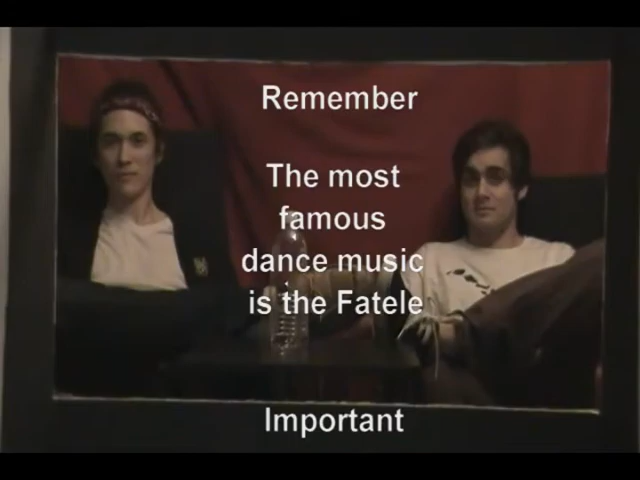 Remember
The most
famous
dance music
is the Fatele
Important